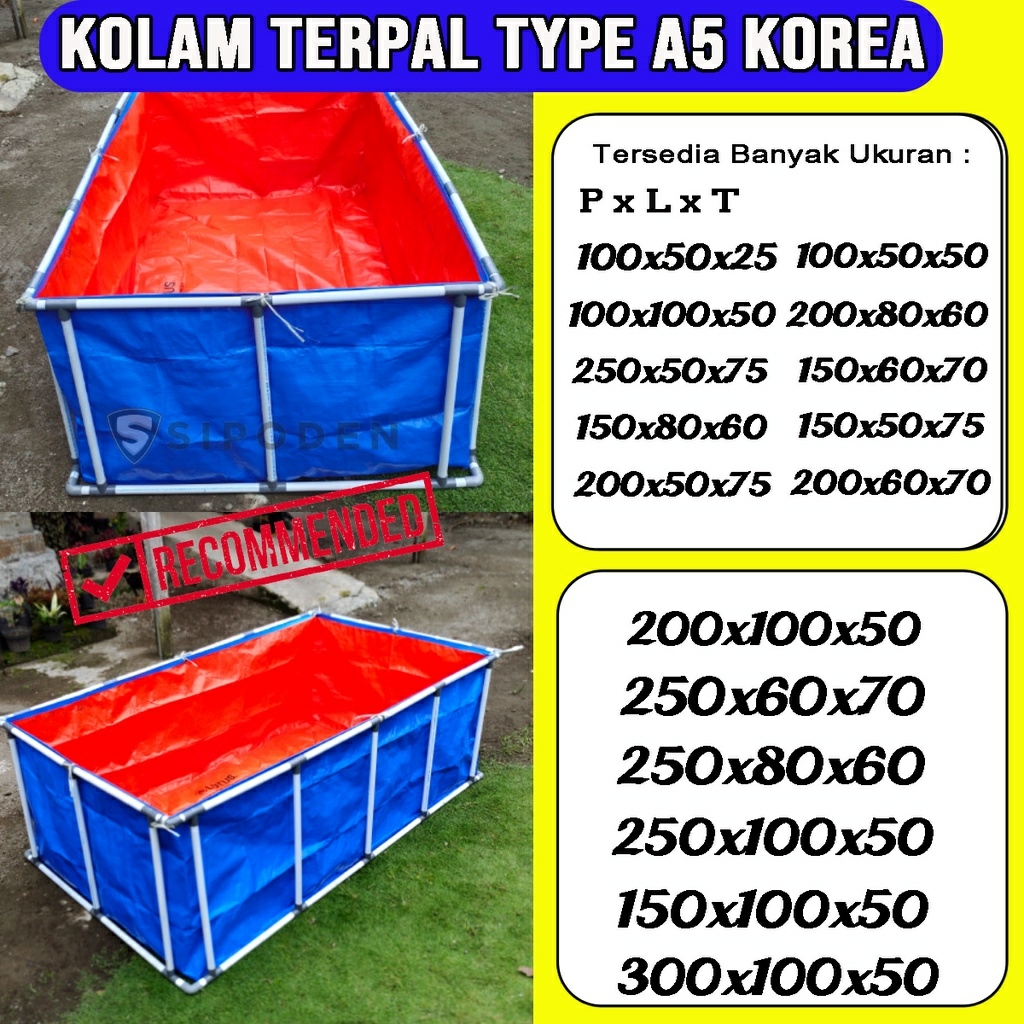 KOLAM TERPAL TYPE A5 KOREA
Tersedia Banyak Ukuran :
P x L x T
100x50x25 100x50x50
100x100x50 200x80x60
250x50x75 150x60x70
150x80x60 150x50x75
200x50x75 200x60x70
SIPODEN
RECOMMENDED
200x100x50
250x60x70
250x80x60
250x100x50
150x100x50
300x100x50